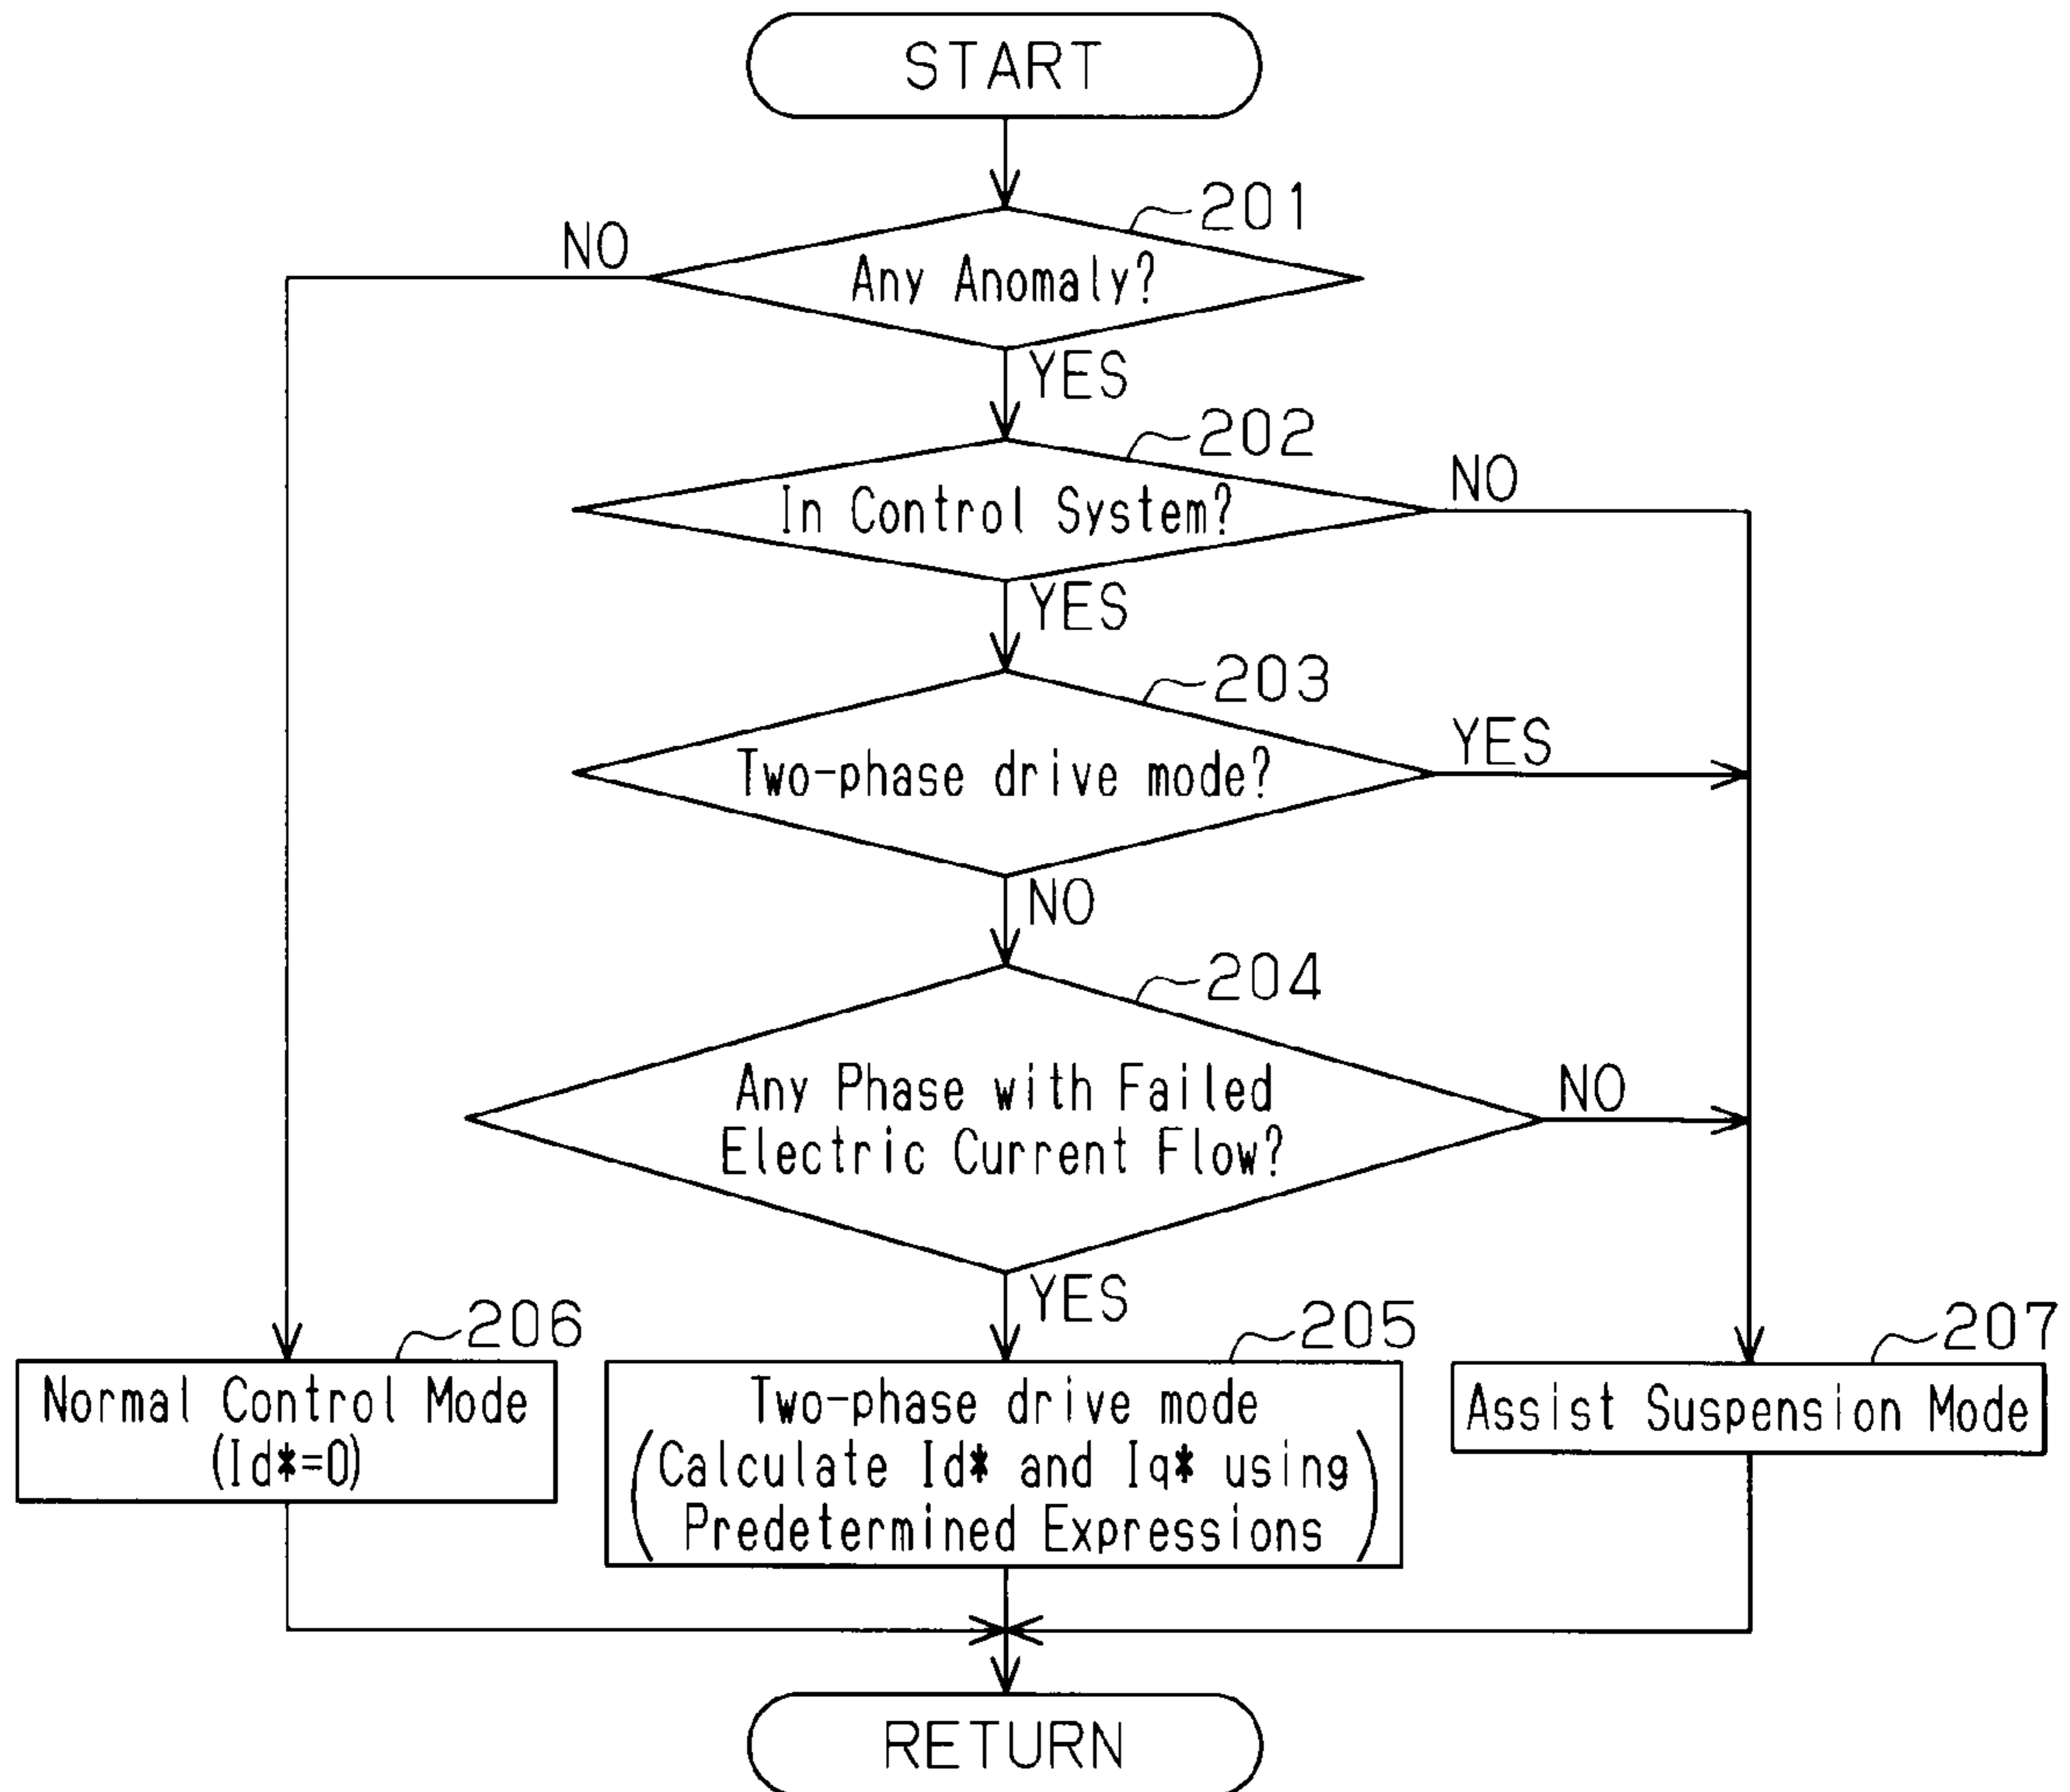 START
201
NO
Any Anomaly?
YES
202
NO
In Control System?
YES
203
YES
Two-phase drive mode?
NO
204
Any Phase with Failed
NO
Electric Current Flow?
YES
206
205
207
Normal Control Mode
(Id*=0)
Two-phase drive mode
(Calculate Id* and Iq* using
Predetermined Expressions)
Assist Suspension Mode
RETURN